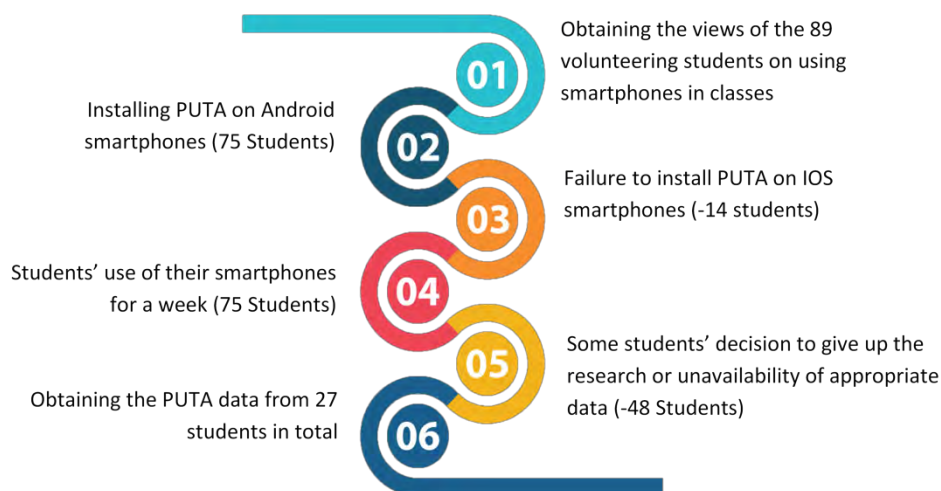 01
Obtaining the views of the 89
volunteering students on using
smartphones in classes
Installing PUTA on Android
smartphones (75 Students)
02
03
Failure to install PUTA on IOS
smartphones (-14 students)
Students’ use of their smartphones
for a week (75 Students)
04
05
Some students’ decision to give up the
research or unavailability of appropriate
data (-48 Students)
Obtaining the PUTA data from 27
students in total
06